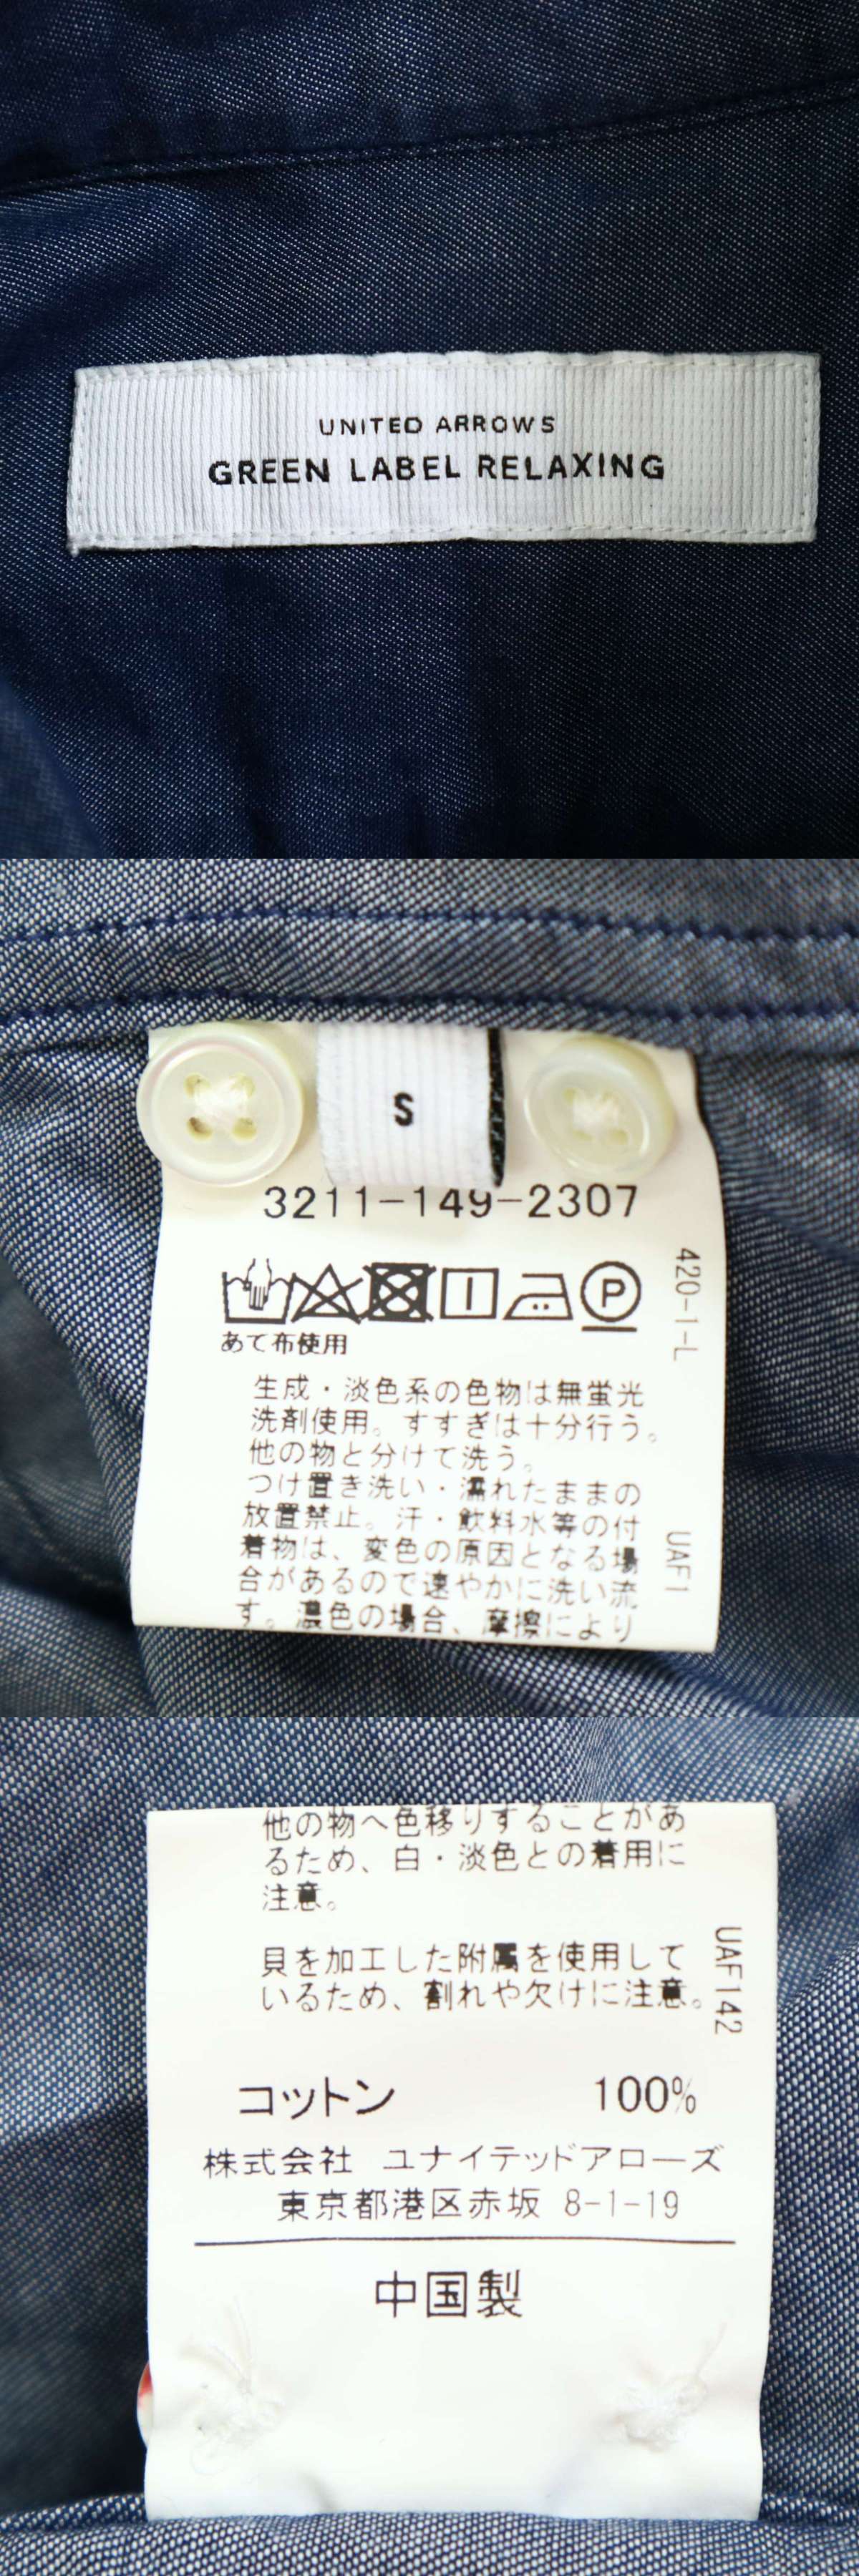 UNITED ARROWS
GREEN LABEL RELAXING
S
3211-149-2307
P
あて布使用
420-1-L
生成・淡色系の色物は無蛍光
洗剤使用。すすぎは十分行う。
他の物と分けて洗う。
つけ置き洗い・濡れたままの
放置禁止。汗・飲料水等の付
着物は、変色の原因となる場
合があるので速やかに洗い流
す。濃色の場合、摩擦により
UAF1
他の物へ色移りすることがあ
るため、白・淡色との着用に
注意。
貝を加工した附属を使用して
いるため、割れや欠けに注意。
UAF142
コットン 100%
株式会社 ユナイテッドアローズ
東京都港区赤坂 8-1-19
中国製